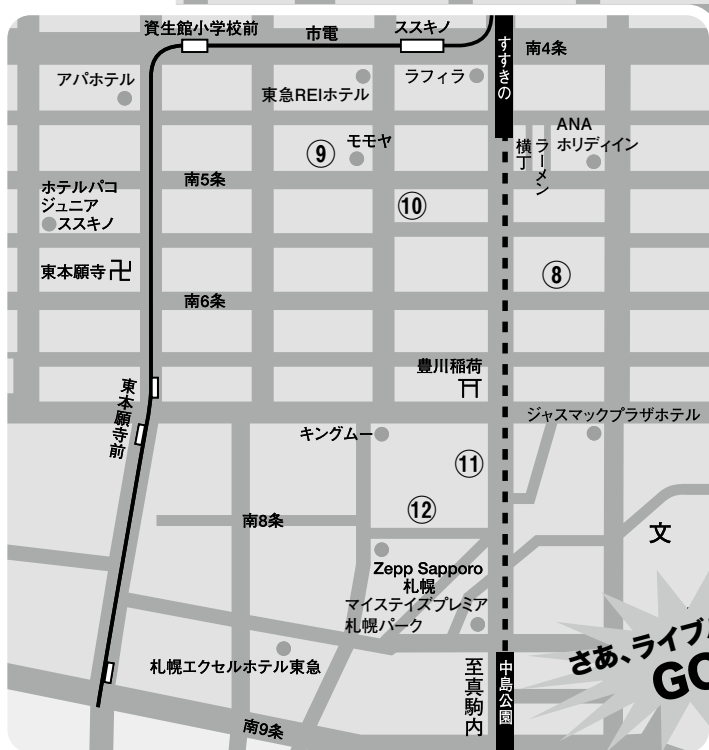 資生館小学校前
市電
ススキノ
すすきの
南4条
アパホテル
東急REIホテル
ラフィラ
ANA
ホリディイン
ラーメン
横丁
⑨
モモヤ
南5条
ホテルパコ
ジュニア
ススキノ
⑩
東本願寺
⑧
南6条
豊川稲荷
東本願寺前
キングムー
ジャスマックプラザホテル
⑪
⑫
南8条
文
Zepp Sapporo
札幌
マイステイズプレミア
札幌パーク
さあ、ライブ
GO
札幌エクセルホテル東急
至真駒内
中島公園
南9条